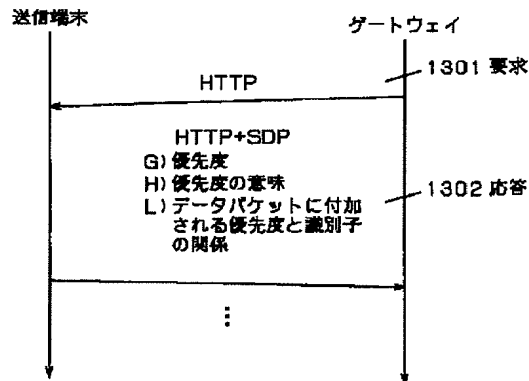 送信端末
ゲートウェイ
1301 要求
HTTP
HTTP+SDP
G) 優先度
H) 優先度の意味
L) データパケットに付加
される優先度と識別子
の関係
1302 応答